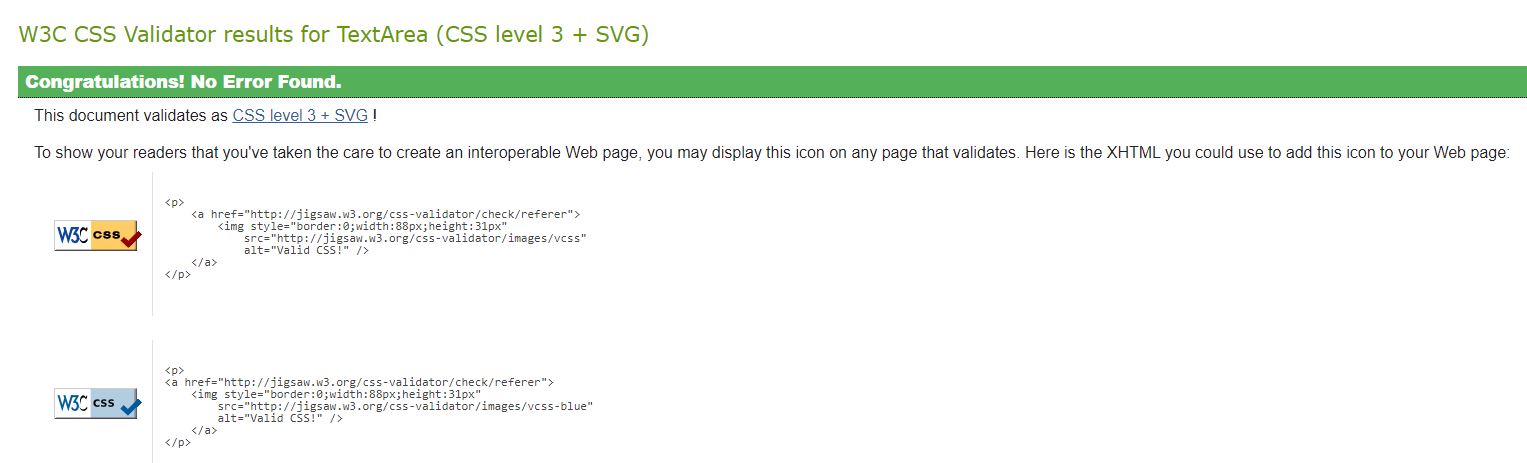 W3C CSS Validator results for TextArea (CSS level 3 + SVG)
Congratulations! No Error Found.
This document validates as CSS level 3 + SVG !
To show your readers that you've taken the care to create an interoperable Web page, you may display this icon on any page that validates. Here is the XHTML you could use to add this icon to your Web page:
W3C css
<p>
<a href="http://jigsaw.w3.org/css-validator/check/referer">
<img style="border:0;width:88px;height:31px"
src="http://jigsaw.w3.org/css-validator/images/vcss"
alt="Valid CSS!" />
</a>
</p>
W3C css
<p>
<a href="http://jigsaw.w3.org/css-validator/check/referer">
<img style="border:0;width:88px;height:31px"
src="http://jigsaw.w3.org/css-validator/images/vcss-blue"
alt="Valid CSS!" />
</a>
</p>